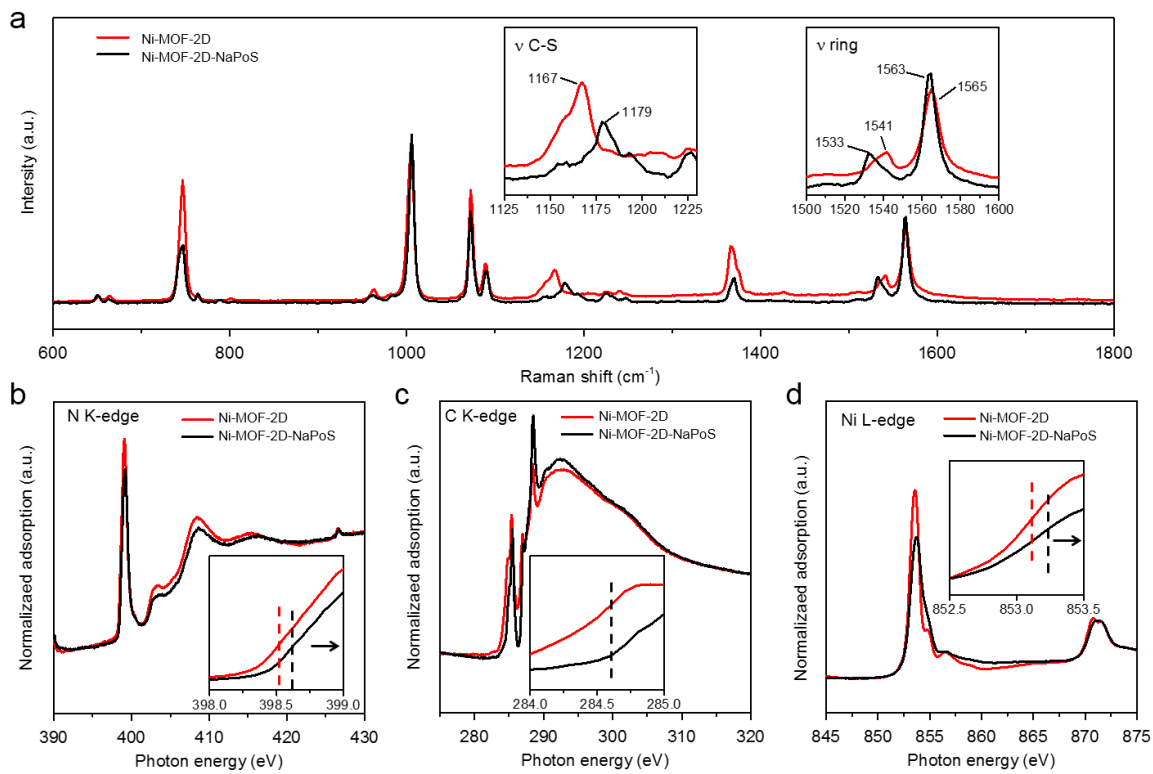 a
Ni-MOF-2D
Ni-MOF-2D-NaPoS
ν C-S
1167
1179
1125 1150 1175 1200 1225
ν ring
1563
1565
1541
1533
1500 1520 1540 1560 1580 1600
Intensity (a.u.)
600 800 1000 1200 1400 1600 1800
Raman shift (cm⁻¹)
b
N K-edge
Ni-MOF-2D
Ni-MOF-2D-NaPoS
398.0 398.5 399.0
Normalizaed adsorption (a.u.)
390 400 410 420 430
Photon energy (eV)
c
C K-edge
Ni-MOF-2D
Ni-MOF-2D-NaPoS
284.0 284.5 285.0
Normalizaed adsorption (a.u.)
280 290 300 310 320
Photon energy (eV)
d
Ni L-edge
Ni-MOF-2D
Ni-MOF-2D-NaPoS
852.5 853.0 853.5
Normalizaed adsorption (a.u.)
845 850 855 860 865 870 875
Photon energy (eV)